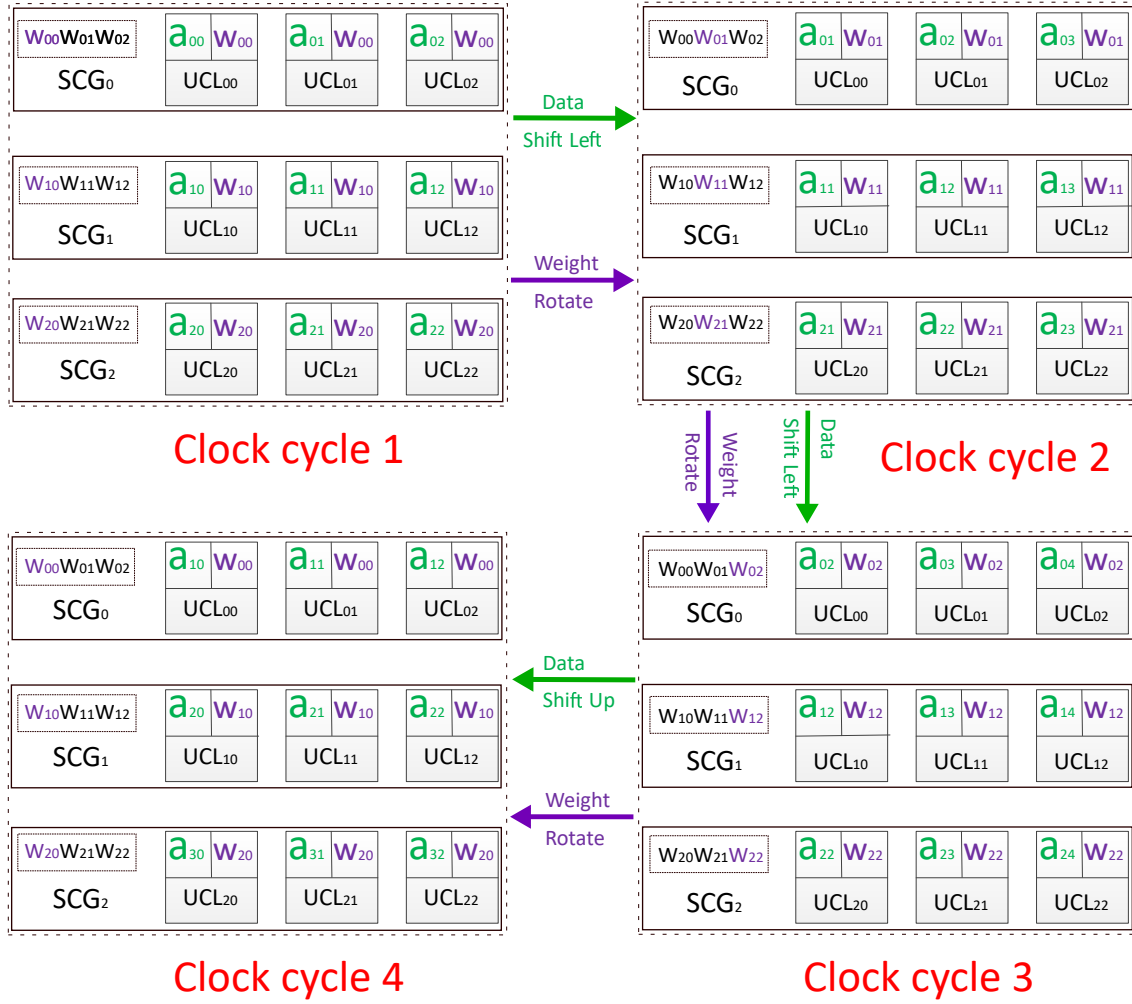 W00W01W02 a00 W00 a01 W00 a02 W00
SCG0 UCL00 UCL01 UCL02
W10W11W12 a10 W10 a11 W10 a12 W10
SCG1 UCL10 UCL11 UCL12
W20W21W22 a20 W20 a21 W20 a22 W20
SCG2 UCL20 UCL21 UCL22
Clock cycle 1
Data
Shift Left
Weight
Rotate
W00W01W02 a01 W01 a02 W01 a03 W01
SCG0 UCL00 UCL01 UCL02
W10W11W12 a11 W11 a12 W11 a13 W11
SCG1 UCL10 UCL11 UCL12
W20W21W22 a21 W21 a22 W21 a23 W21
SCG2 UCL20 UCL21 UCL22
Clock cycle 2
Weight
Rotate
Data
Shift Left
W00W01W02 a10 W00 a11 W00 a12 W00
SCG0 UCL00 UCL01 UCL02
W10W11W12 a20 W10 a21 W10 a22 W10
SCG1 UCL10 UCL11 UCL12
W20W21W22 a30 W20 a31 W20 a32 W20
SCG2 UCL20 UCL21 UCL22
Clock cycle 4
Data
Shift Up
Weight
Rotate
W00W01W02 a02 W02 a03 W02 a04 W02
SCG0 UCL00 UCL01 UCL02
W10W11W12 a12 W12 a13 W12 a14 W12
SCG1 UCL10 UCL11 UCL12
W20W21W22 a22 W22 a23 W22 a24 W22
SCG2 UCL20 UCL21 UCL22
Clock cycle 3